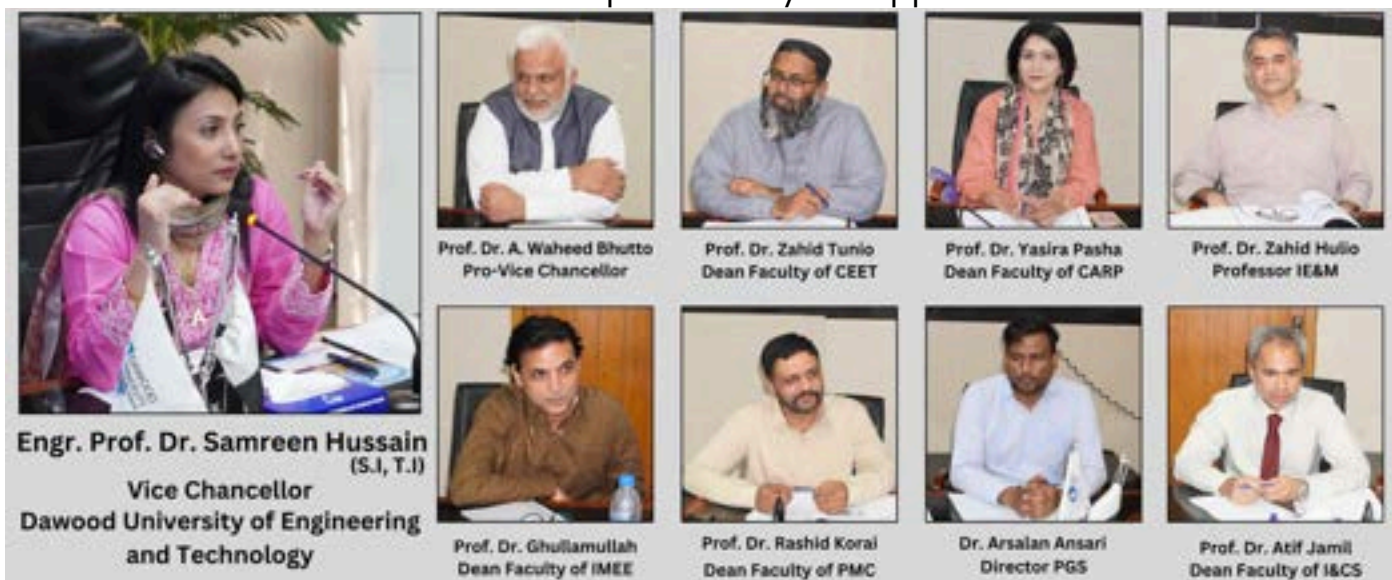 Engr. Prof. Dr. Samreen Hussain
(S.I, T.I)
Vice Chancellor
Dawood University of Engineering
and Technology
Prof. Dr. A. Waheed Bhutto
Pro-Vice Chancellor
Prof. Dr. Zahid Tunio
Dean Faculty of CEET
Prof. Dr. Yasira Pasha
Dean Faculty of CARP
Prof. Dr. Zahid Hulio
Professor IE&M
Prof. Dr. Ghullamullah
Dean Faculty of IMEE
Prof. Dr. Rashid Korai
Dean Faculty of PMC
Dr. Arsalan Ansari
Director PGS
Prof. Dr. Atif Jamil
Dean Faculty of I&CS